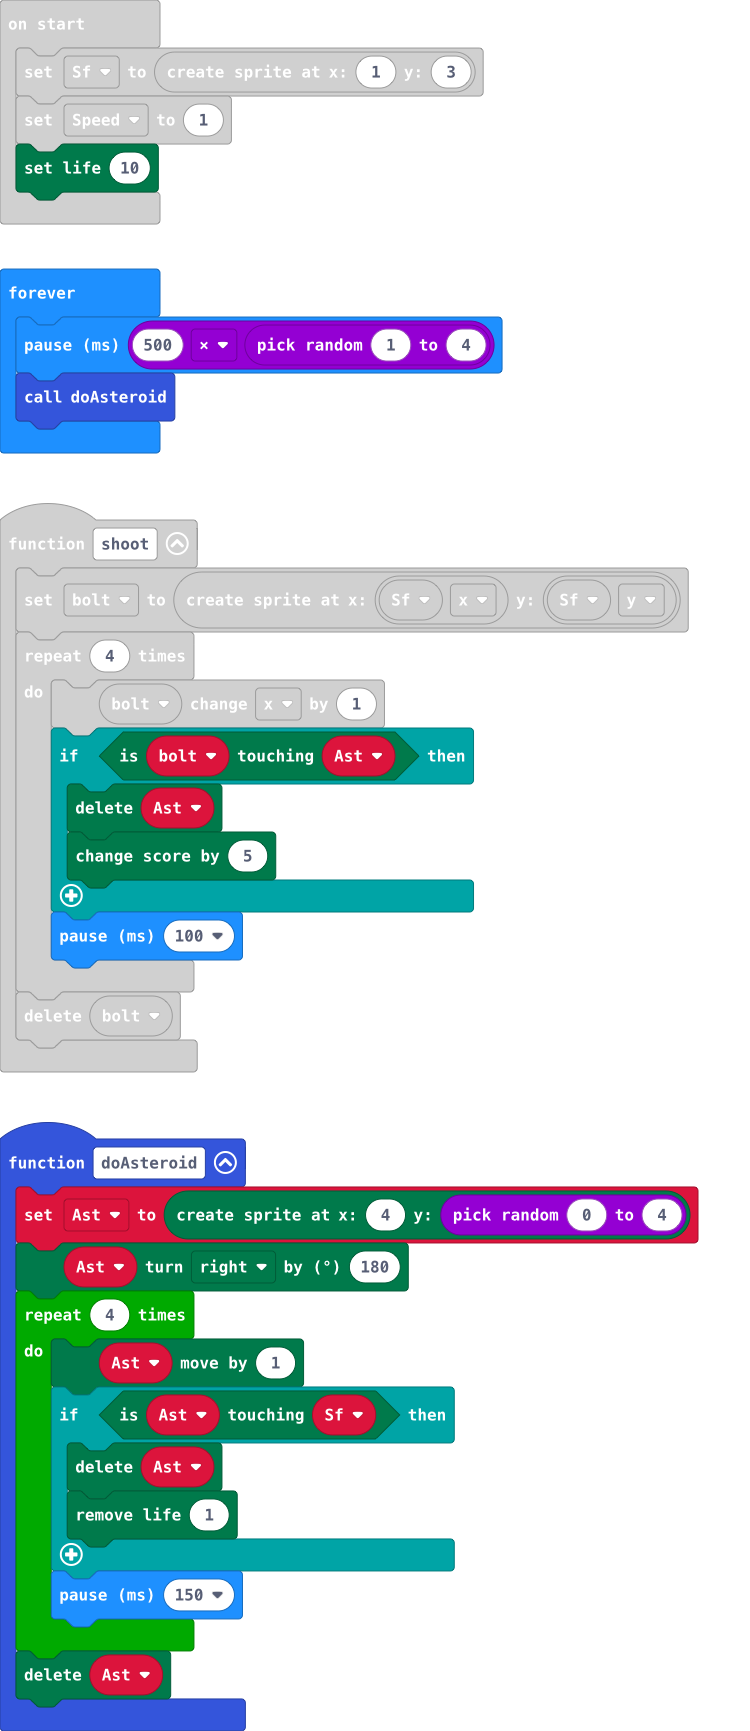 on start
set Sf to create sprite at x: 1 y: 3
set Speed to 1
set life 10
forever
pause (ms) 500 × pick random 1 to 4
call doAsteroid
function shoot
set bolt to create sprite at x: Sf x y: Sf y
repeat 4 times
do
bolt change x by 1
if is bolt touching Ast then
delete Ast
change score by 5
pause (ms) 100
delete bolt
function doAsteroid
set Ast to create sprite at x: 4 y: pick random 0 to 4
Ast turn right by (°) 180
repeat 4 times
do
Ast move by 1
if is Ast touching Sf then
delete Ast
remove life 1
pause (ms) 150
delete Ast